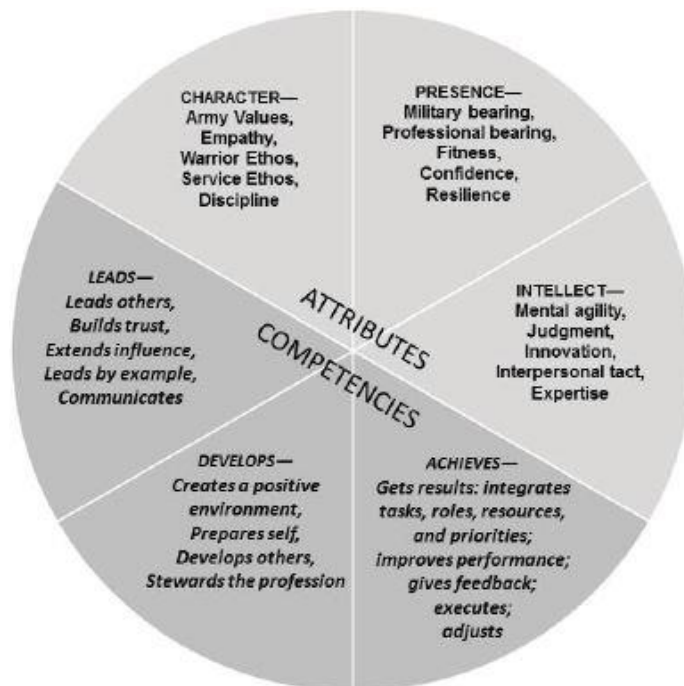 CHARACTER—
Army Values,
Empathy,
Warrior Ethos,
Service Ethos,
Discipline
PRESENCE—
Military bearing,
Professional bearing,
Fitness,
Confidence,
Resilience
LEADS—
Leads others,
Builds trust,
Extends influence,
Leads by example,
Communicates
ATTRIBUTES
COMPETENCIES
INTELLECT—
Mental agility,
Judgment,
Innovation,
Interpersonal tact,
Expertise
DEVELOPS—
Creates a positive
environment,
Prepares self,
Develops others,
Stewards the profession
ACHIEVES—
Gets results: integrates
tasks, roles, resources,
and priorities;
improves performance;
gives feedback;
executes;
adjusts